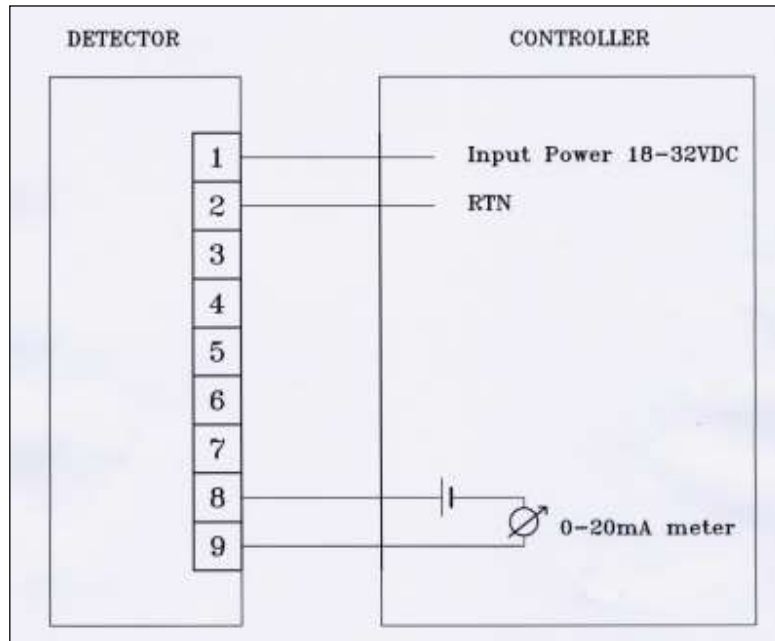 DETECTOR
CONTROLLER
1
Input Power 18-32VDC
2
RTN
3
4
5
6
7
8
9
0-20mA meter